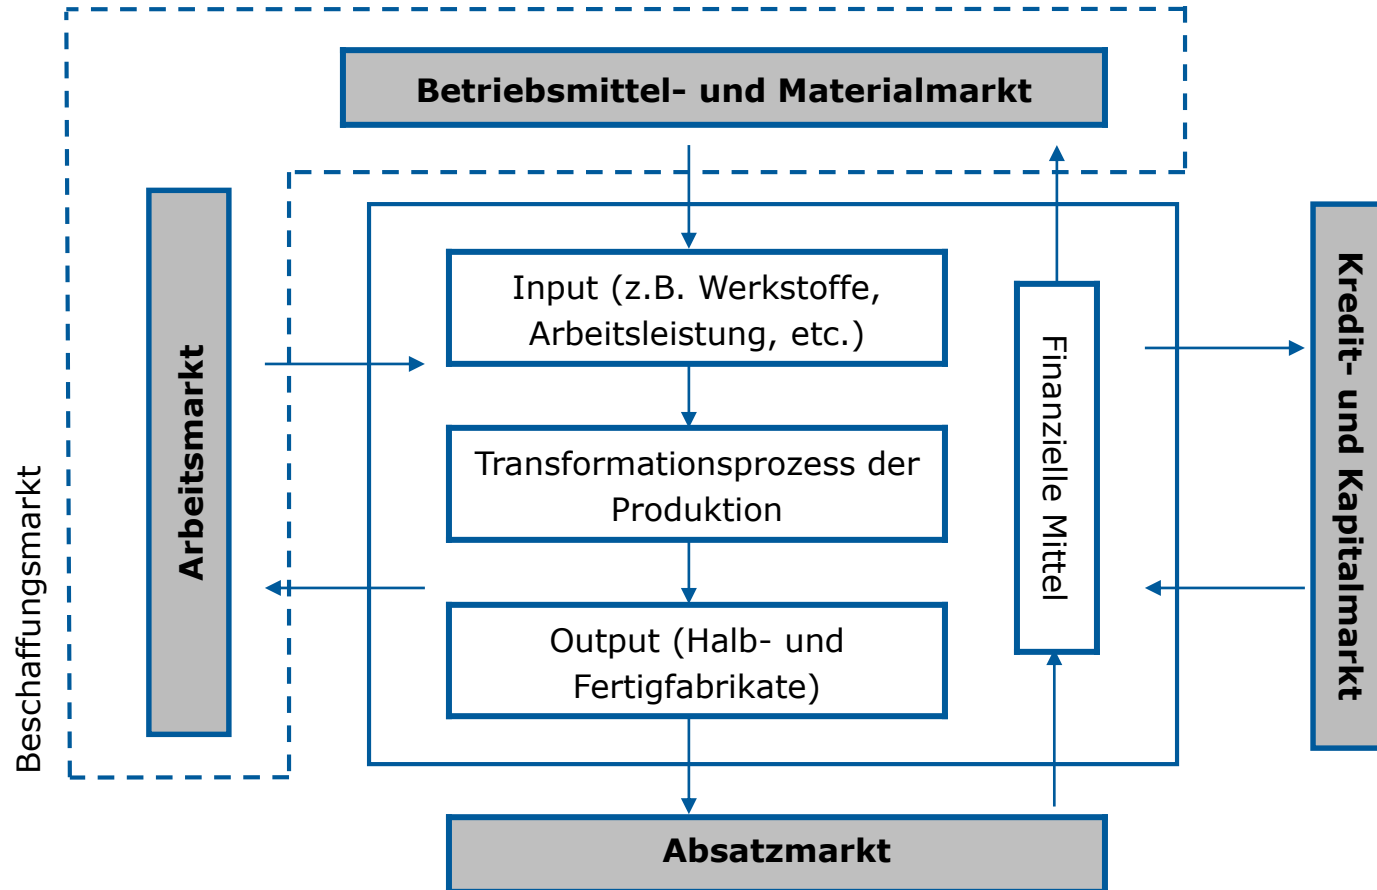 Betriebsmittel- und Materialmarkt
Beschaffungsmarkt
Arbeitsmarkt
Input (z.B. Werkstoffe,
Arbeitsleistung, etc.)
Transformationsprozess der
Produktion
Output (Halb- und
Fertigfabrikate)
Finanzielle Mittel
Kredit- und Kapitalmarkt
Absatzmarkt